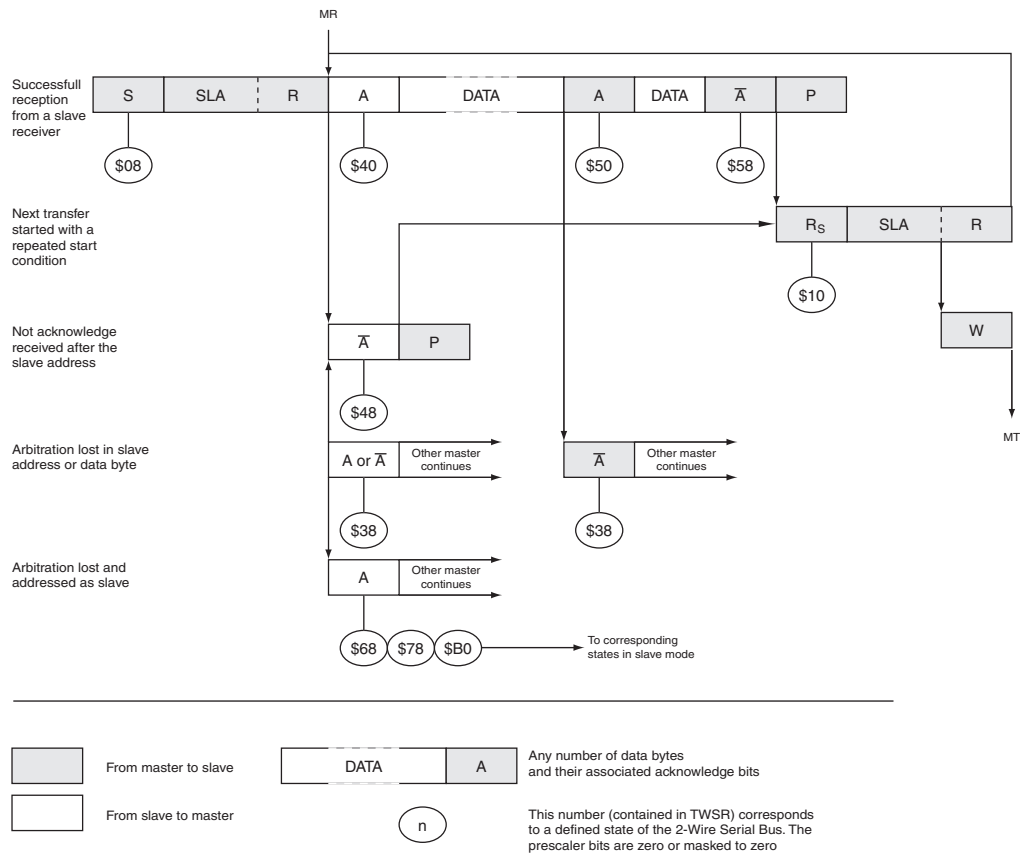 MR
Successfull
reception
from a slave
receiver
S SLA R A DATA A DATA A̅ P
$08 $40 $50 $58
Next transfer
started with a
repeated start
condition
RS SLA R
$10
Not acknowledge
received after the
slave address
A̅ P
W
$48
MT
Arbitration lost in slave
address or data byte
A or A̅
Other master
continues
A̅
Other master
continues
$38 $38
Arbitration lost and
addressed as slave
A
Other master
continues
$68 $78 $B0
To corresponding
states in slave mode
From master to slave
DATA A
Any number of data bytes
and their associated acknowledge bits
From slave to master
n
This number (contained in TWSR) corresponds
to a defined state of the 2-Wire Serial Bus. The
prescaler bits are zero or masked to zero